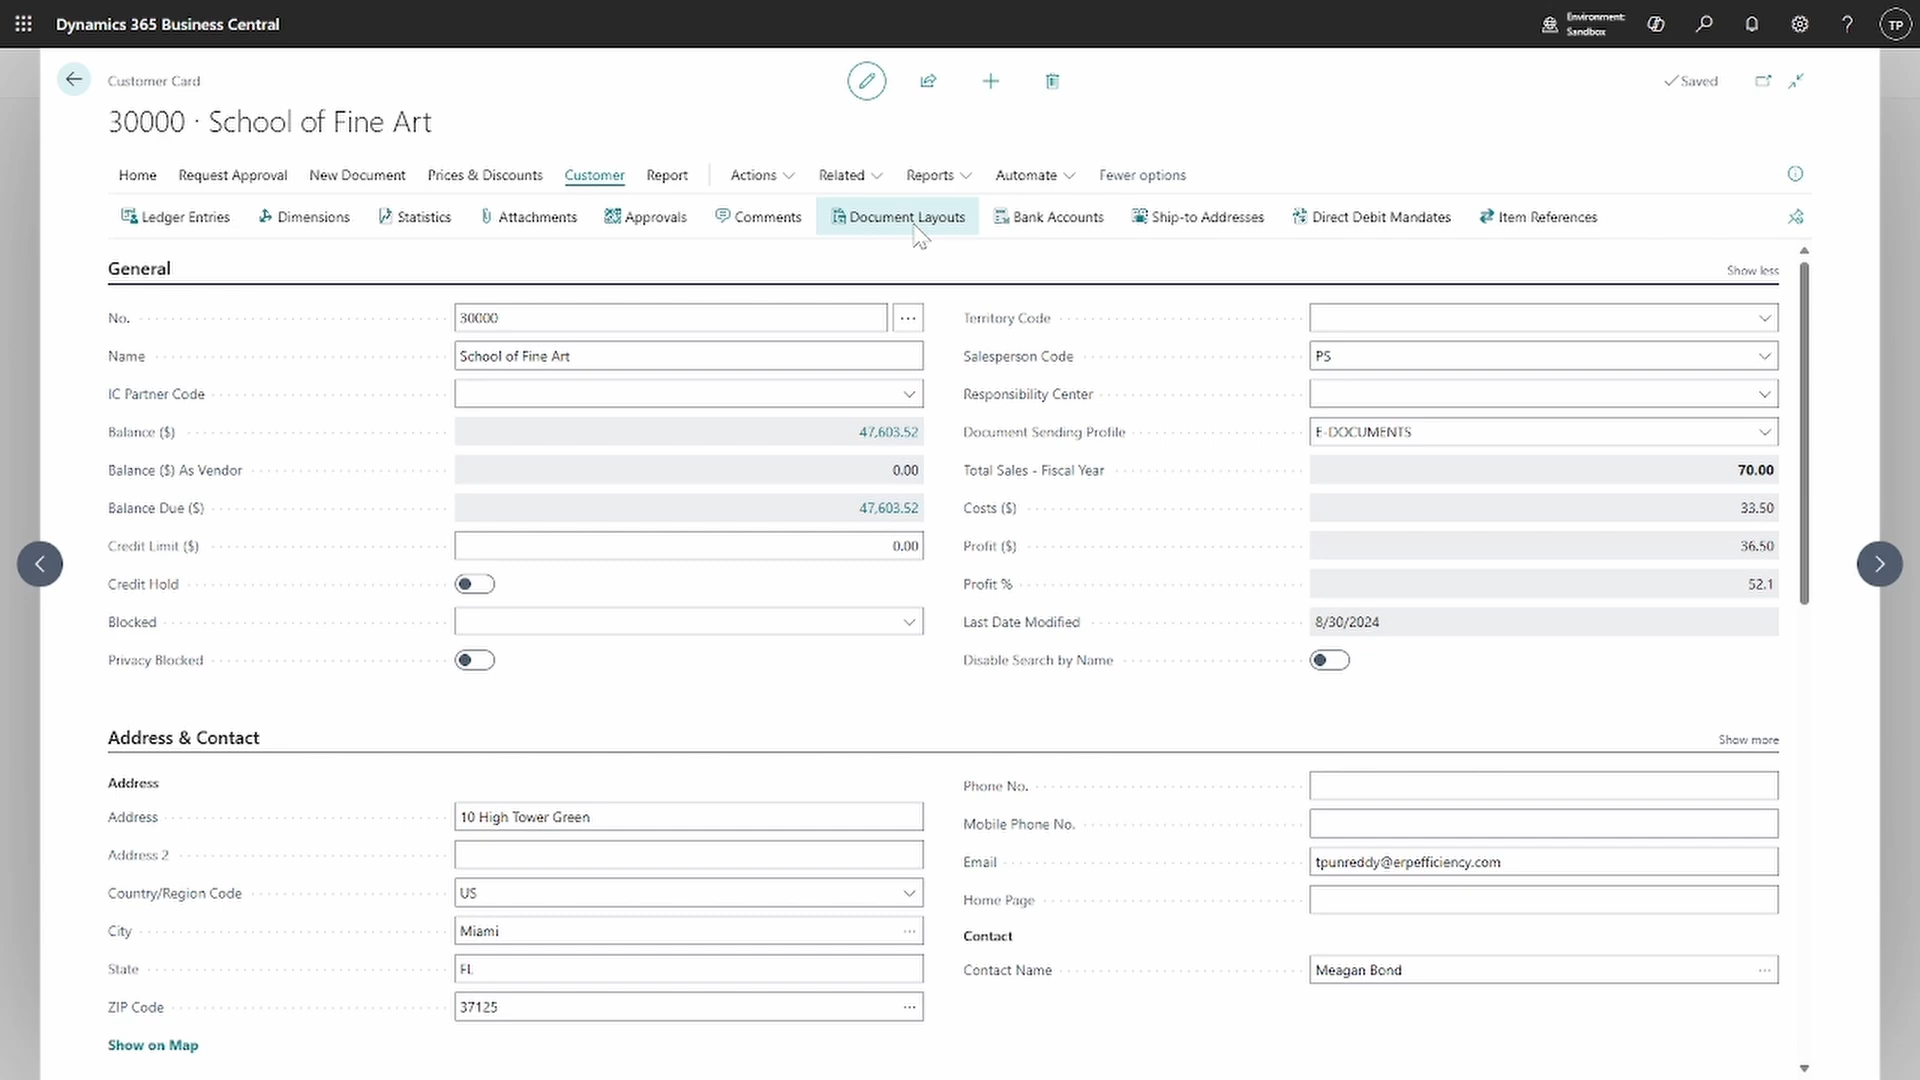 Dynamics 365 Business Central
Environment:
Sandbox
TP
Customer Card
Saved
30000 · School of Fine Art
Home Request Approval New Document Prices & Discounts Customer Report Actions Related Reports Automate Fewer options
Ledger Entries Dimensions Statistics Attachments Approvals Comments Document Layouts Bank Accounts Ship-to Addresses Direct Debit Mandates Item References
General
Show less
No. 30000
Name School of Fine Art
IC Partner Code
Balance ($) 47,603.52
Balance ($) As Vendor 0.00
Balance Due ($) 47,603.52
Credit Limit ($) 0.00
Credit Hold
Blocked
Privacy Blocked
Territory Code
Salesperson Code PS
Responsibility Center
Document Sending Profile E-DOCUMENTS
Total Sales - Fiscal Year 70.00
Costs ($) 33.50
Profit ($) 36.50
Profit % 52.1
Last Date Modified 8/30/2024
Disable Search by Name
Address & Contact
Show more
Address
Address 10 High Tower Green
Address 2
Country/Region Code US
City Miami
State FL
ZIP Code 37125
Show on Map
Phone No.
Mobile Phone No.
Email tpunreddy@erpefficiency.com
Home Page
Contact
Contact Name Meagan Bond